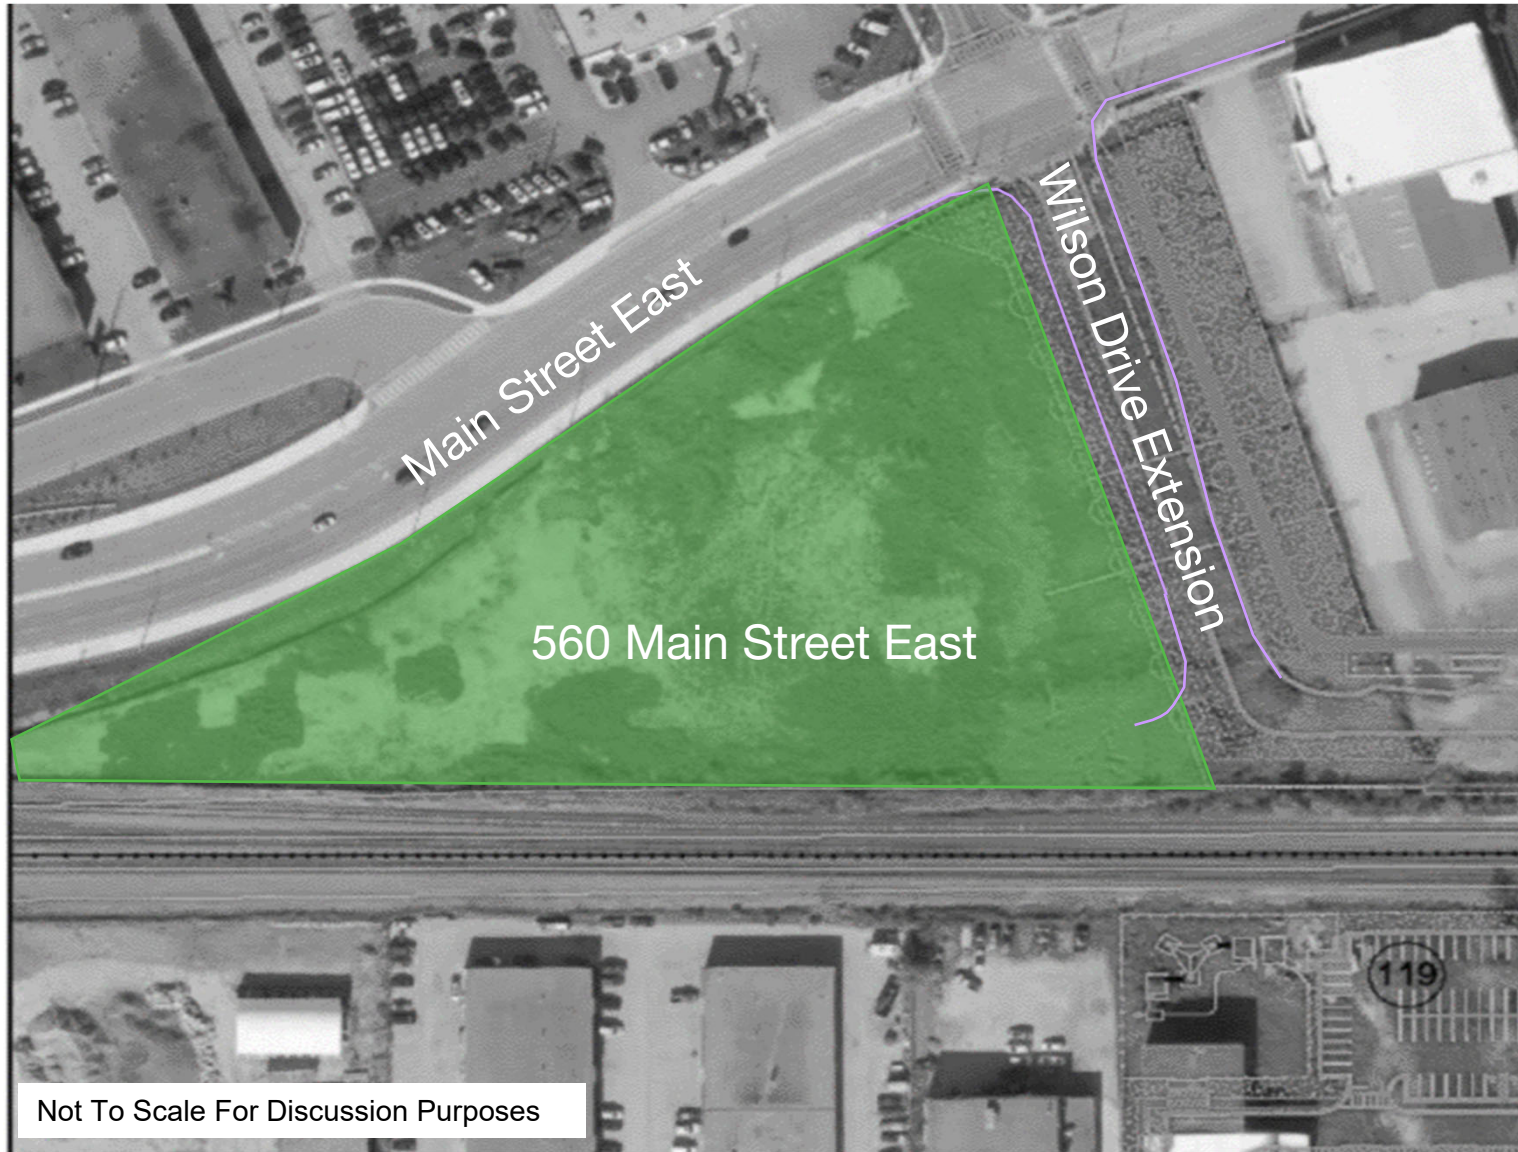 Main Street East
Wilson Drive Extension
560 Main Street East
119
Not To Scale For Discussion Purposes